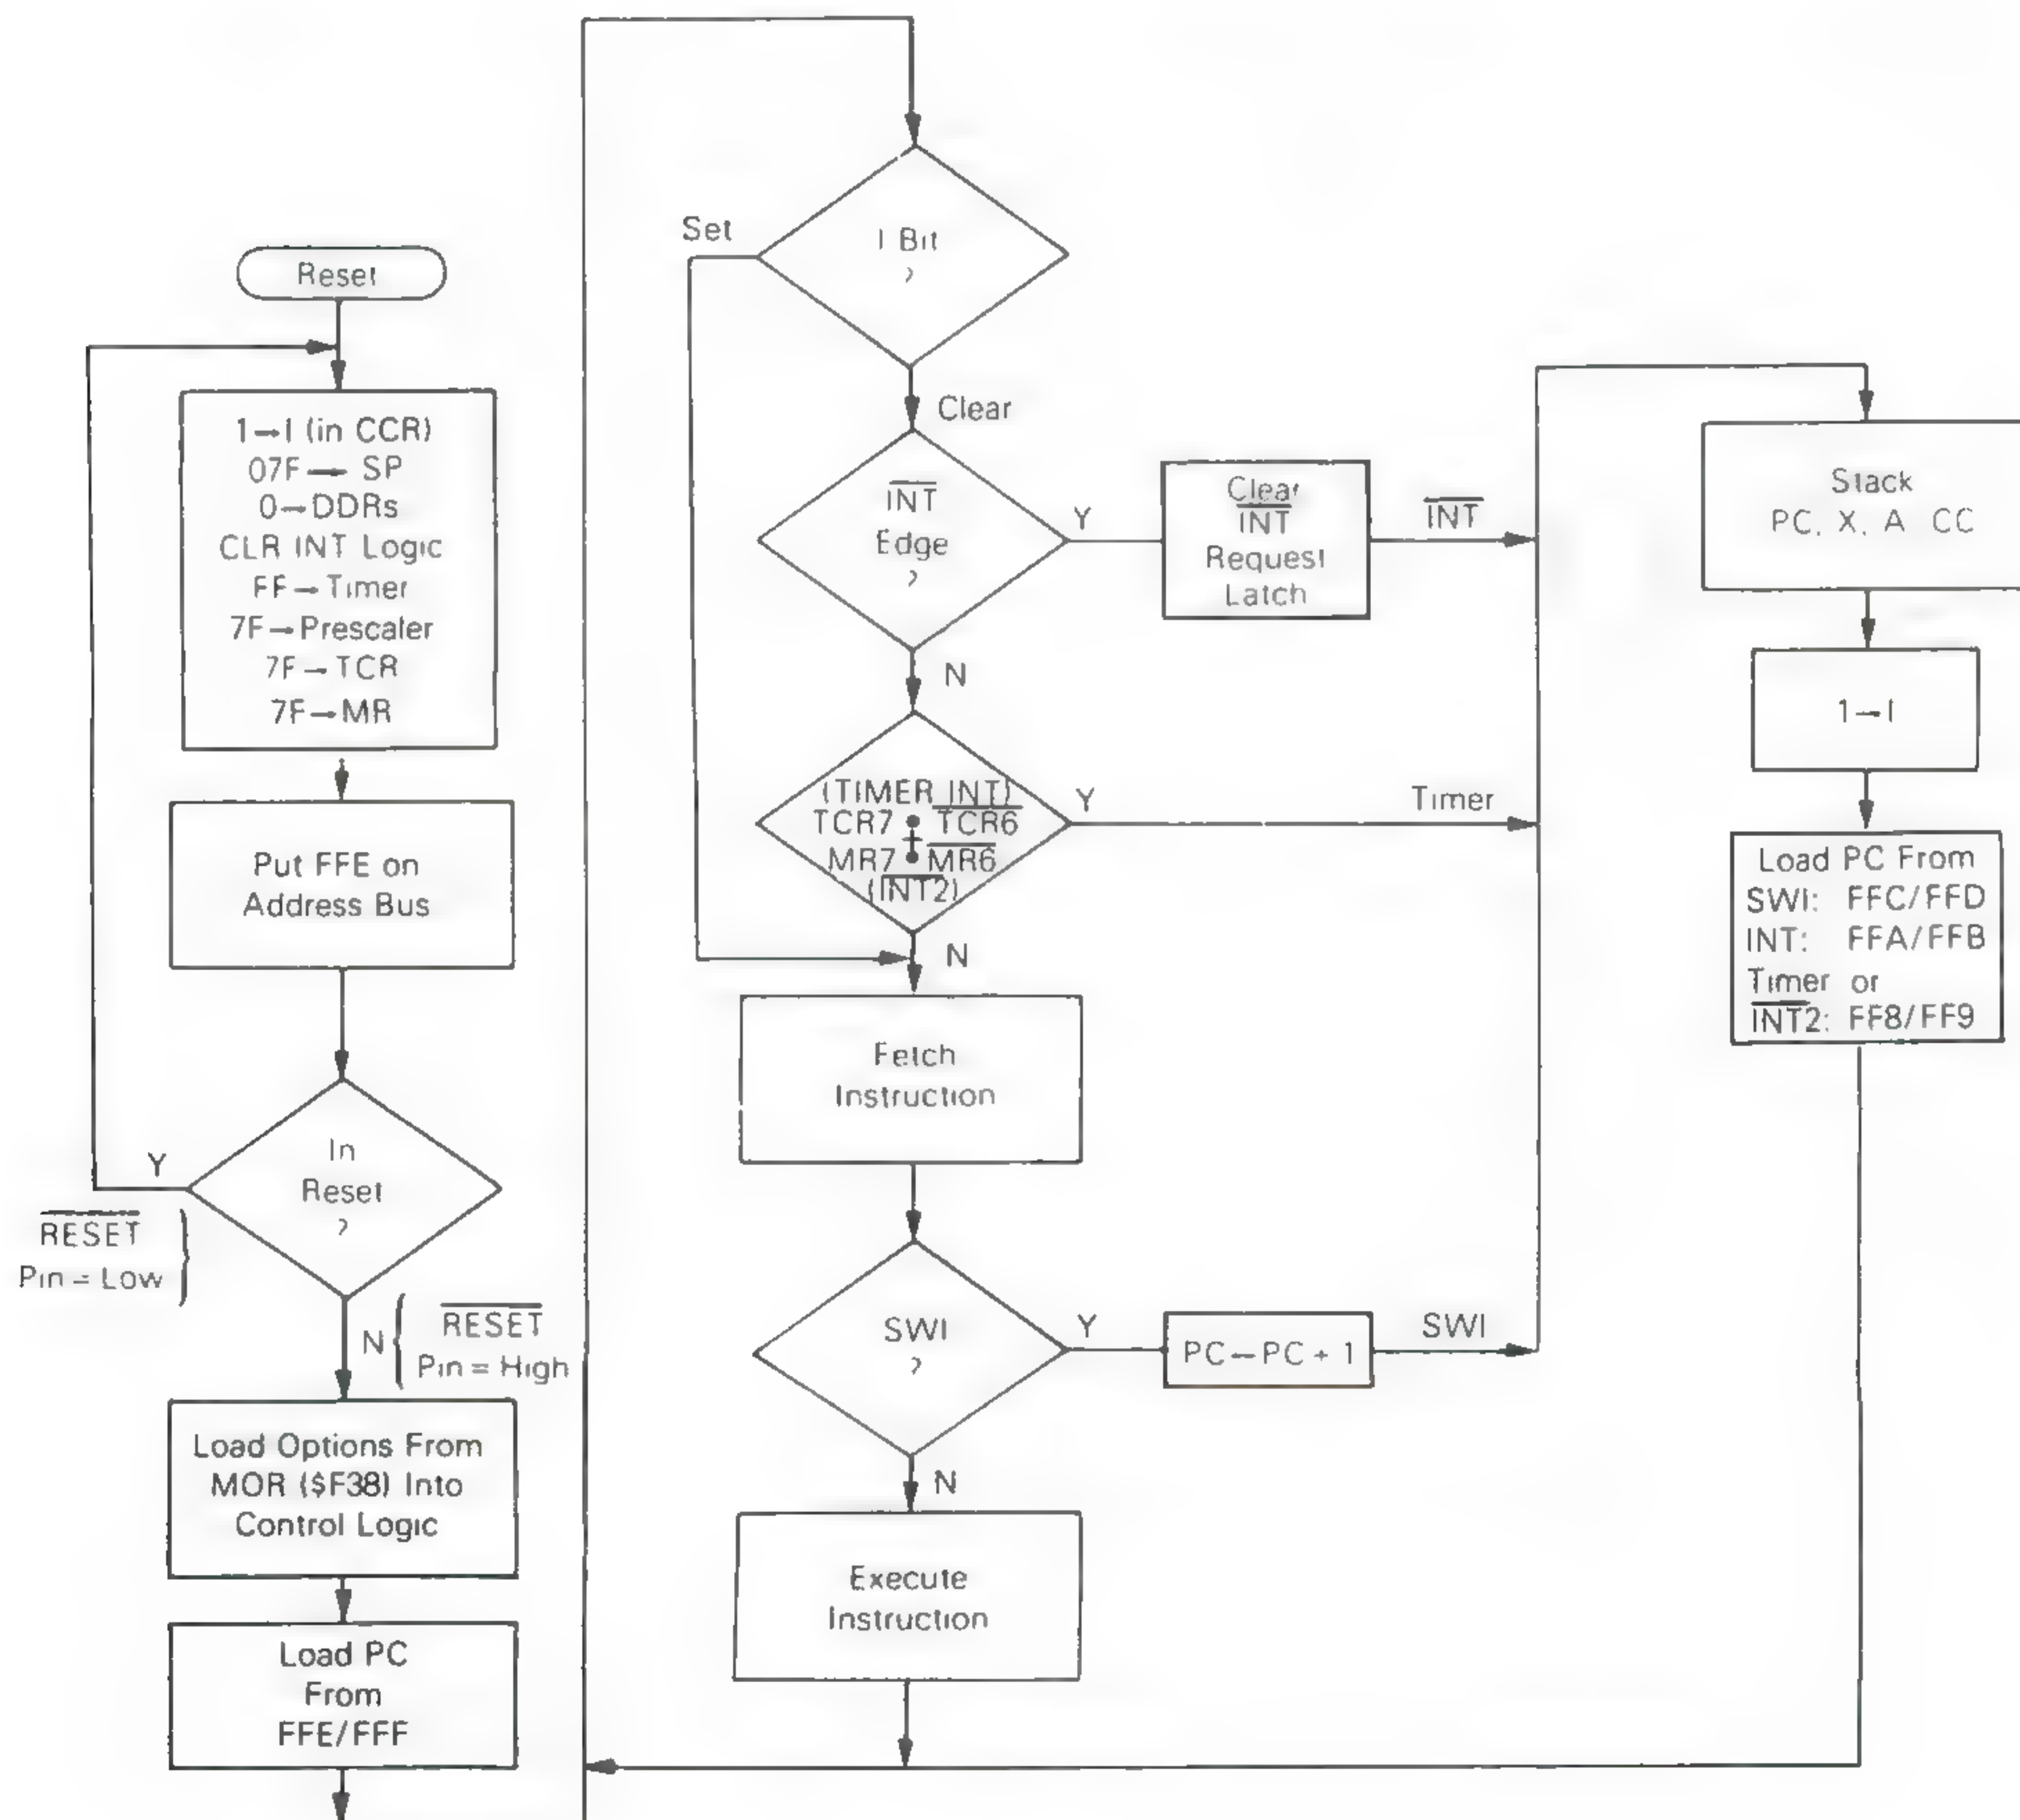 Reset
1→I (in CCR)
07F→ SP
0→DDRs
CLR INT Logic
FF→Timer
7F→Prescaler
7F→TCR
7F→MR
Put FFE on
Address Bus
In
Reset
?
Y
RESET
Pin = Low
N
RESET
Pin = High
Load Options From
MOR ($F38) Into
Control Logic
Load PC
From
FFE/FFF
I Bit
?
Set
Clear
INT
Edge
?
Y
Clear
INT
Request
Latch
INT
N
(TIMER INT)
TCR7 • TCR6
+
MR7 • MR6
(INT2)
Y
Timer
N
Fetch
Instruction
SWI
?
Y
PC←PC + 1
SWI
N
Execute
Instruction
Stack
PC, X, A CC
1→I
Load PC From
SWI: FFC/FFD
INT: FFA/FFB
Timer or
INT2: FF8/FF9